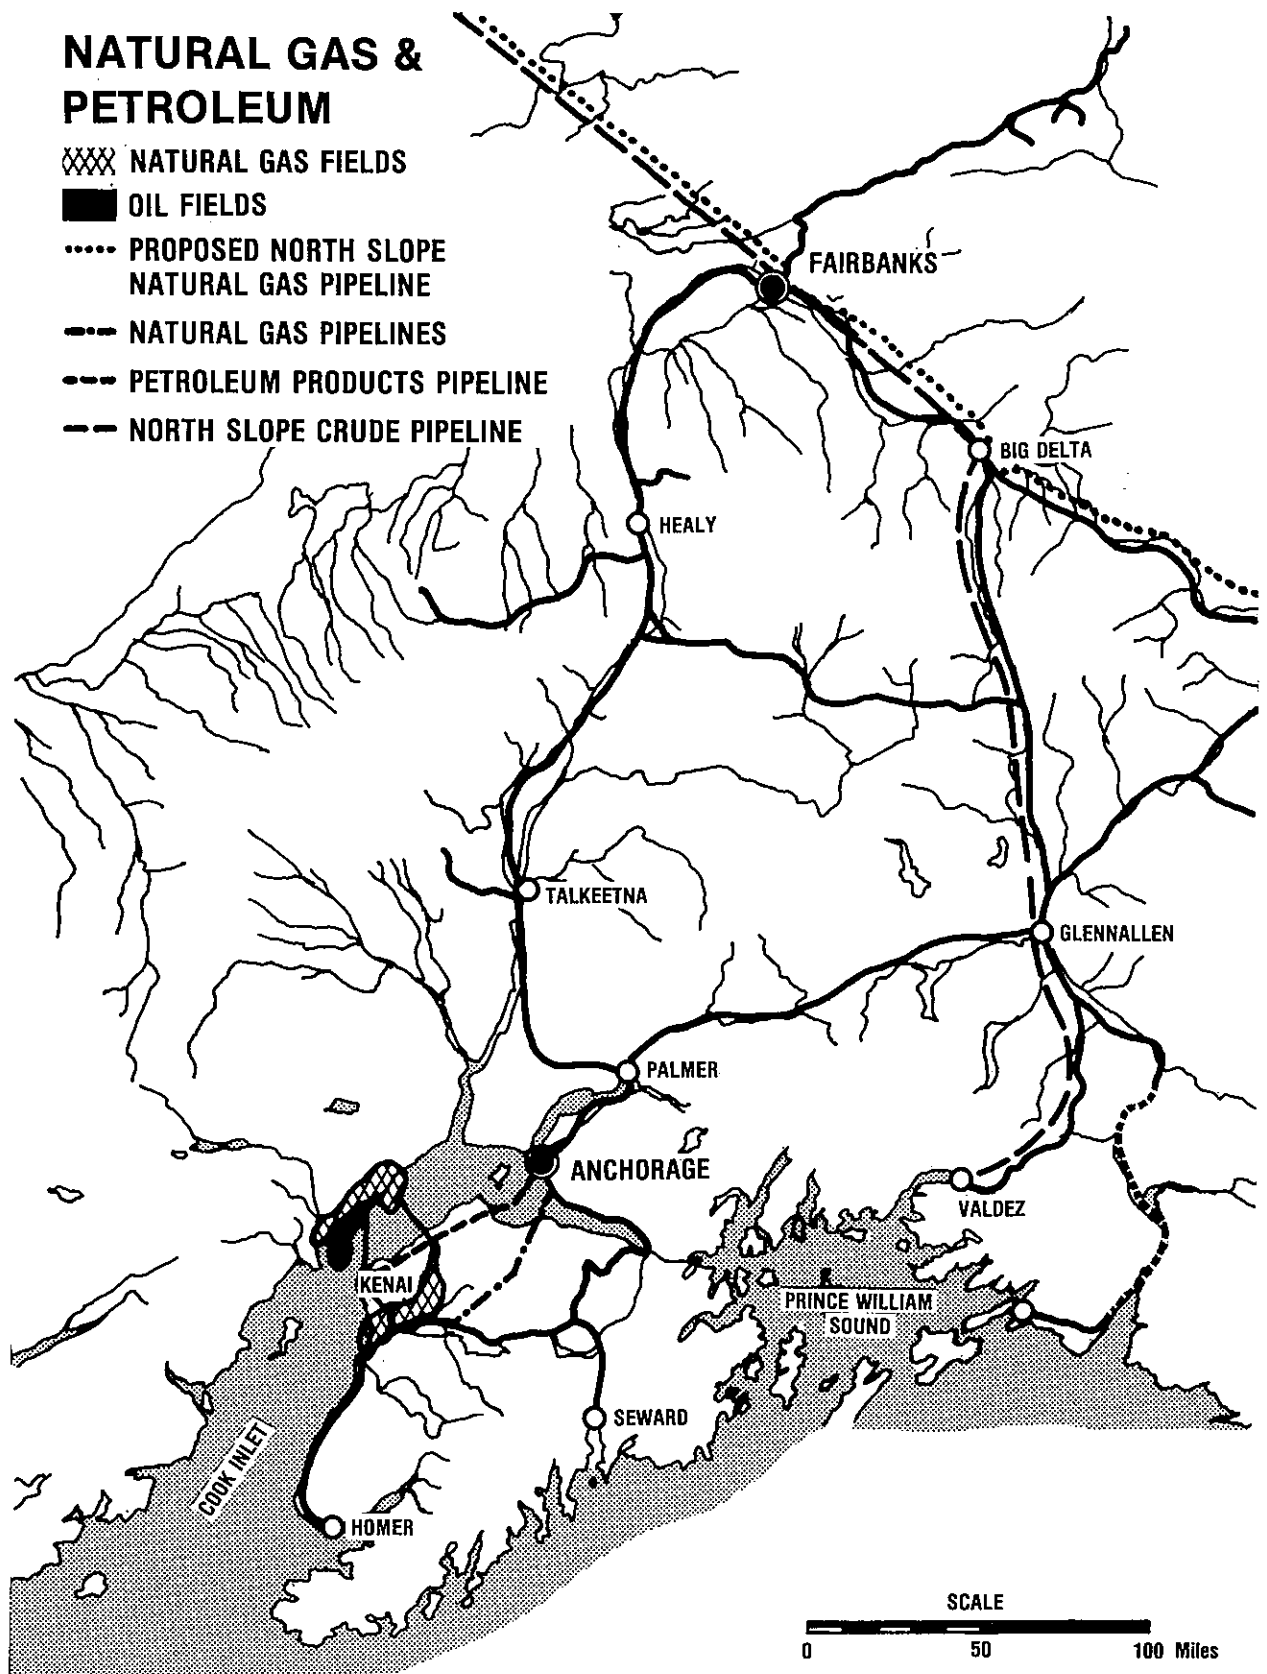 NATURAL GAS &
PETROLEUM
NATURAL GAS FIELDS
OIL FIELDS
PROPOSED NORTH SLOPE
NATURAL GAS PIPELINE
NATURAL GAS PIPELINES
PETROLEUM PRODUCTS PIPELINE
NORTH SLOPE CRUDE PIPELINE
FAIRBANKS
BIG DELTA
HEALY
TALKEETNA
GLENNALLEN
PALMER
ANCHORAGE
VALDEZ
KENAI
PRINCE WILLIAM
SOUND
SEWARD
COOK INLET
HOMER
SCALE
0 50 100 Miles